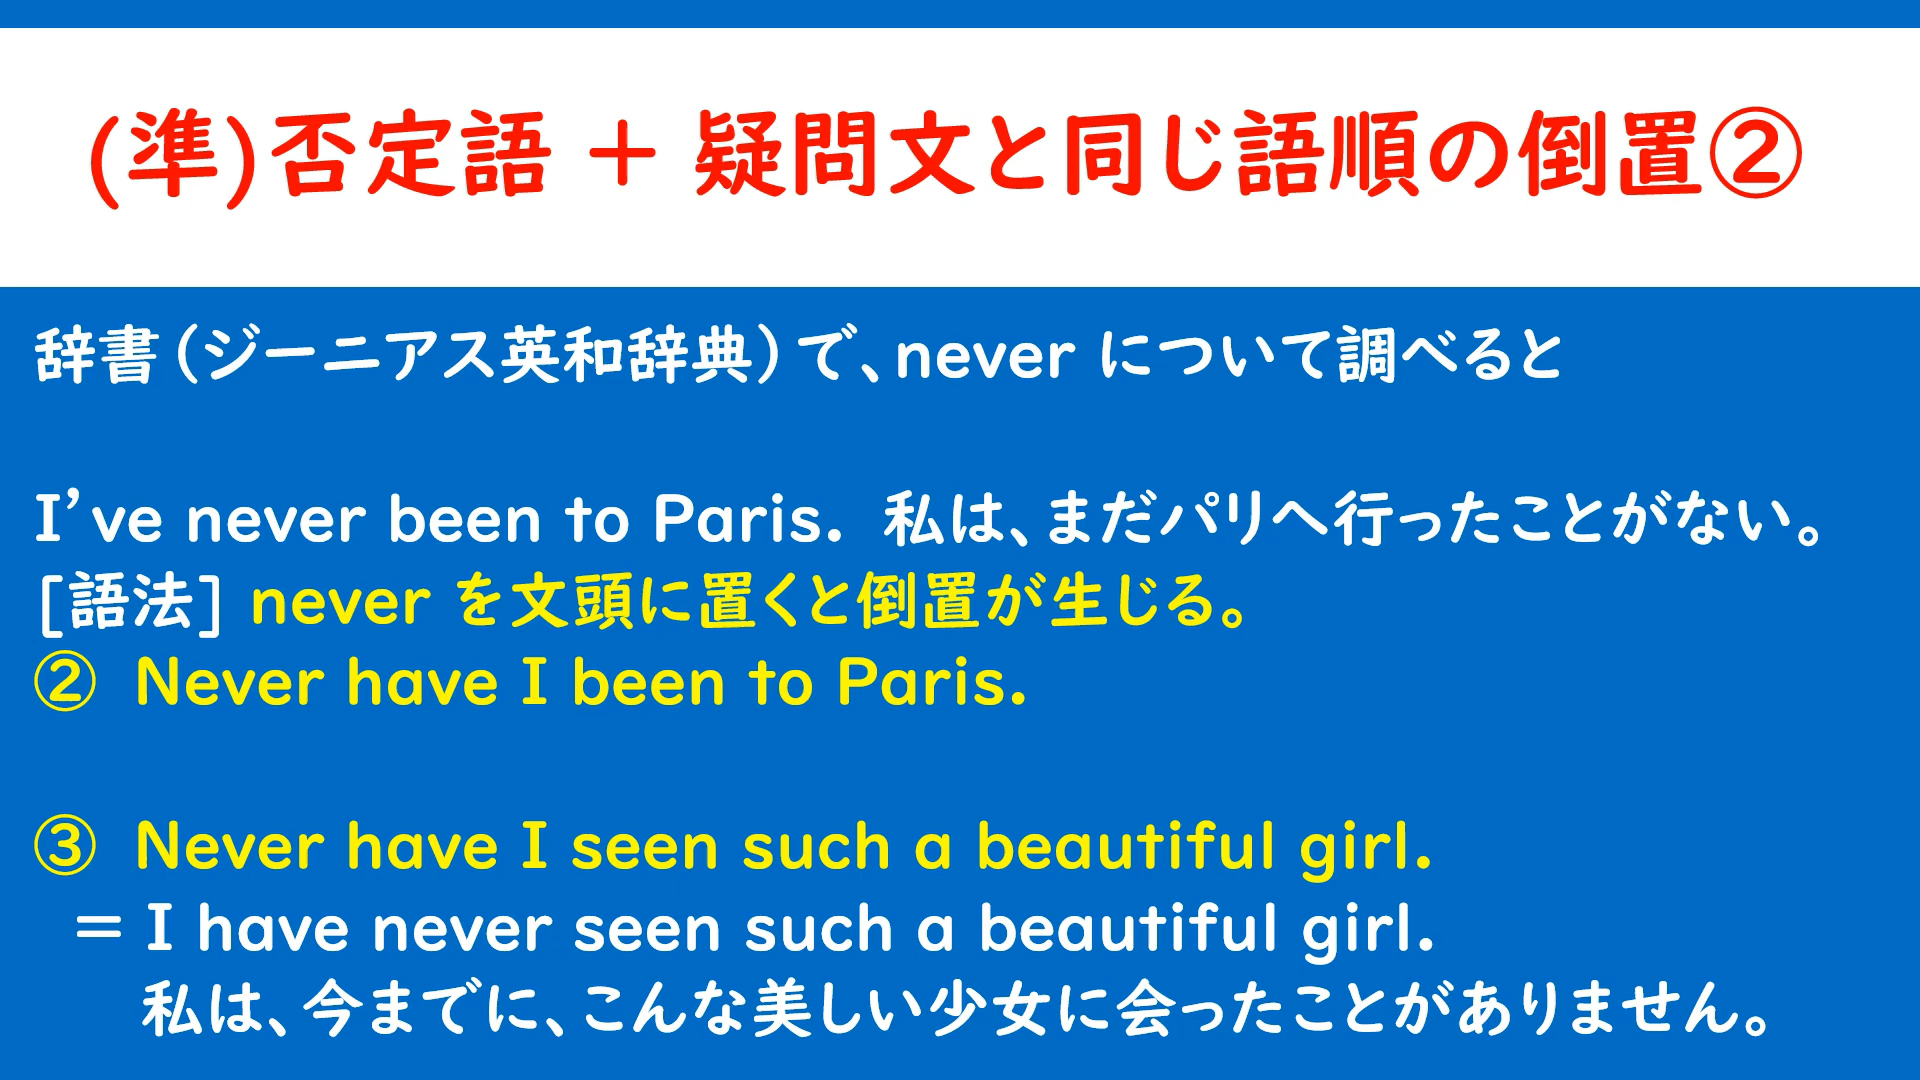 (準)否定語 + 疑問文と同じ語順の倒置②
辞書(ジーニアス英和辞典)で、never について調べると
I've never been to Paris. 私は、まだパリへ行ったことがない。
[語法] never を文頭に置くと倒置が生じる。
② Never have I been to Paris.
③ Never have I seen such a beautiful girl.
= I have never seen such a beautiful girl.
私は、今までに、こんな美しい少女に会ったことがありません。